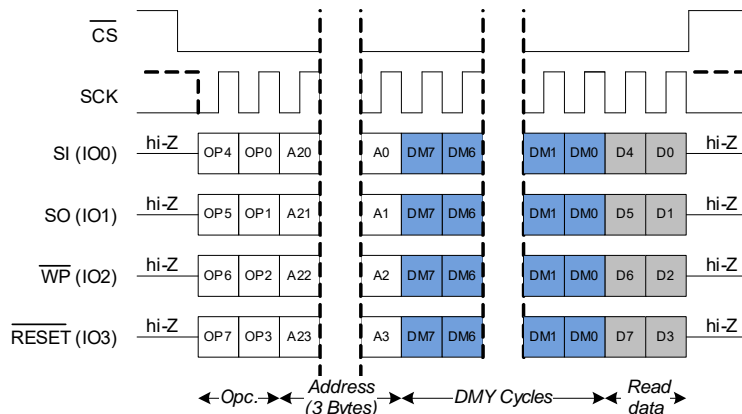 CS
SCK
hi-Z hi-Z
SI (IO0) OP4 OP0 A20 A0 DM7 DM6 DM1 DM0 D4 D0
hi-Z hi-Z
SO (IO1) OP5 OP1 A21 A1 DM7 DM6 DM1 DM0 D5 D1
hi-Z hi-Z
WP (IO2) OP6 OP2 A22 A2 DM7 DM6 DM1 DM0 D6 D2
hi-Z hi-Z
RESET (IO3) OP7 OP3 A23 A3 DM7 DM6 DM1 DM0 D7 D3
Opc. Address DMY Cycles Read
(3 Bytes) data